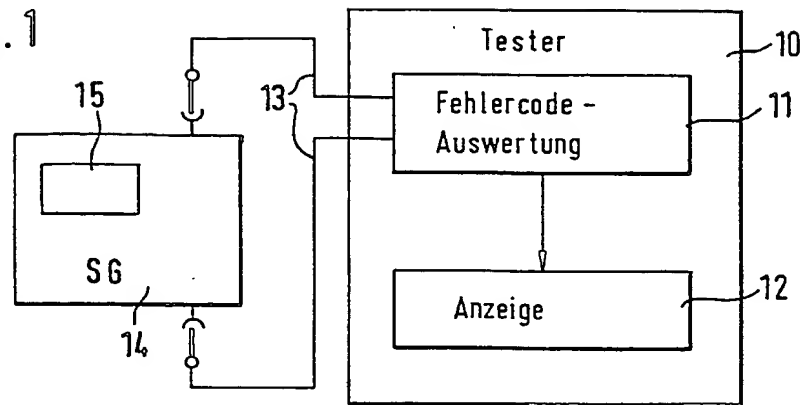 . 1
Tester
10
15
13
Fehlercode -
Auswertung
11
SG
14
Anzeige
12